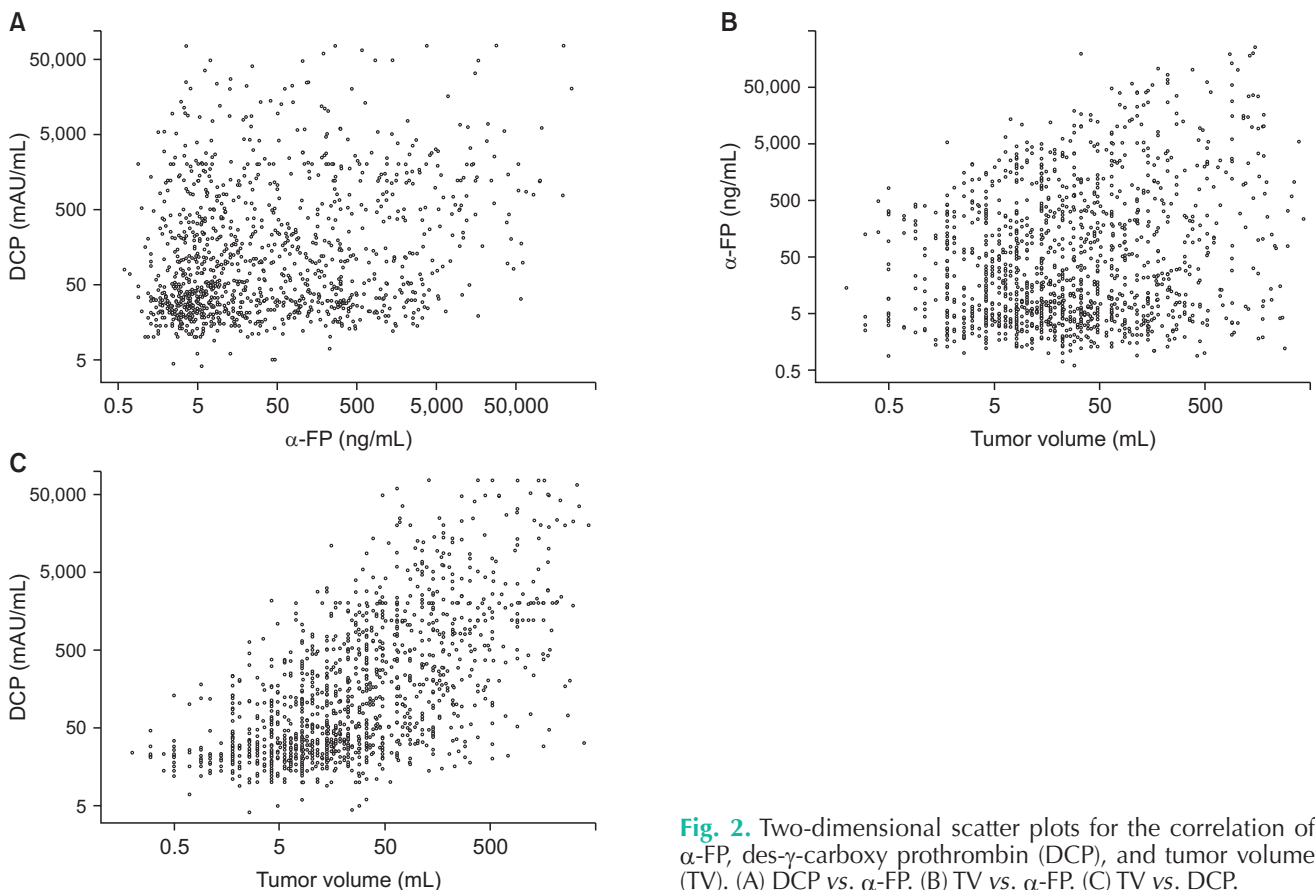 A
50,000
5,000
500
50
5
DCP (mAU/mL)
0.5 5 50 500 5,000 50,000
α-FP (ng/mL)
B
50,000
5,000
500
50
5
0.5
α-FP (ng/mL)
0.5 5 50 500
Tumor volume (mL)
C
50,000
5,000
500
50
5
DCP (mAU/mL)
0.5 5 50 500
Tumor volume (mL)
Fig. 2. Two-dimensional scatter plots for the correlation of
α-FP, des-γ-carboxy prothrombin (DCP), and tumor volume
(TV). (A) DCP vs. α-FP. (B) TV vs. α-FP. (C) TV vs. DCP.